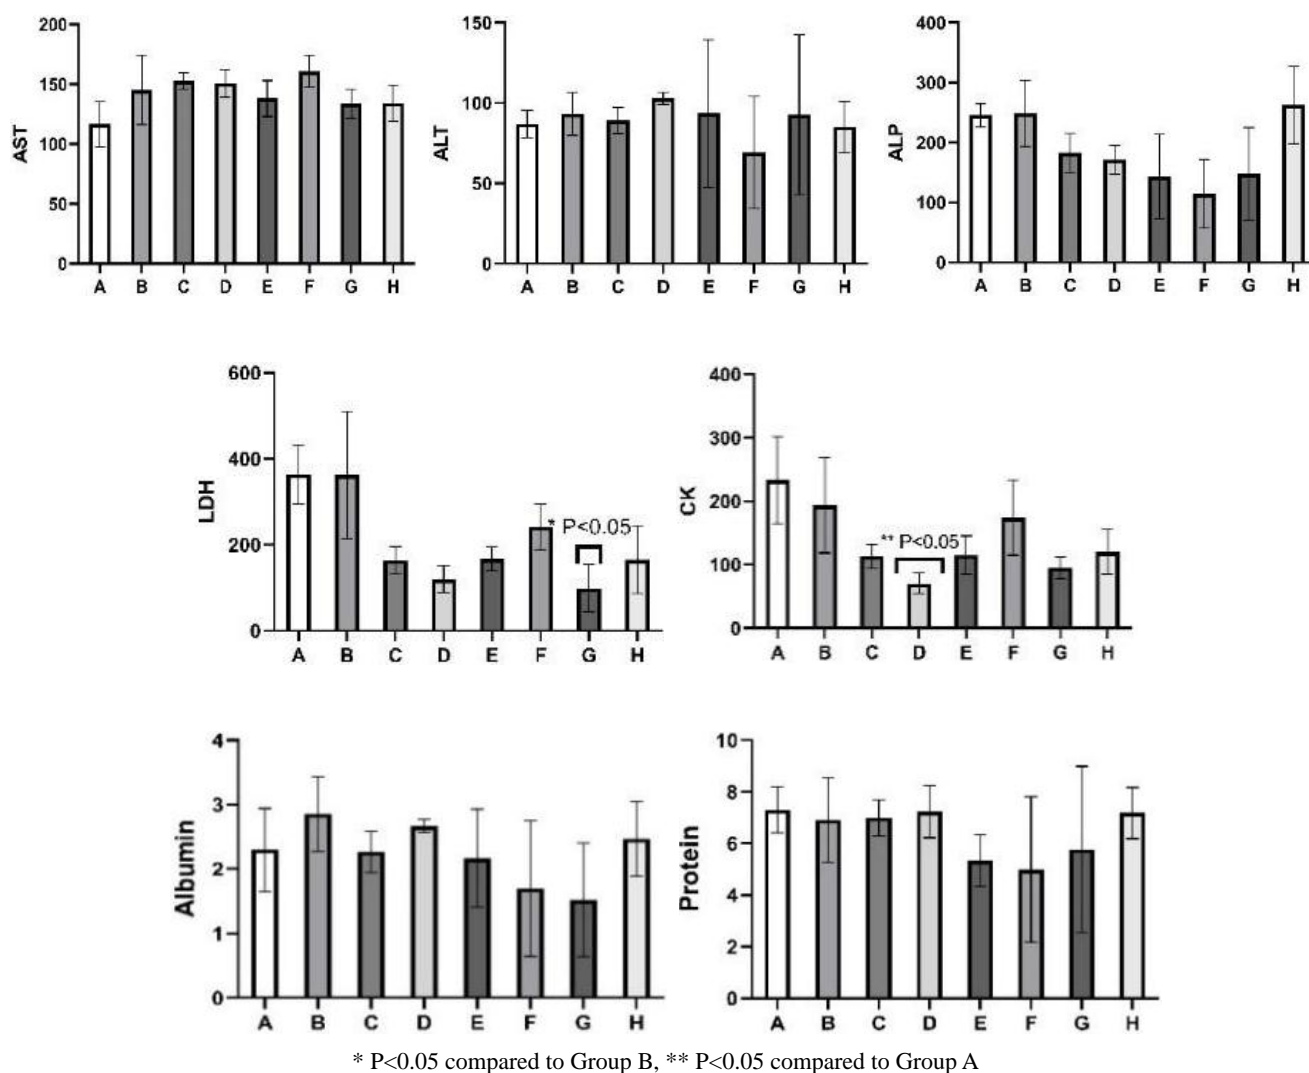 200
150
100
50
0
AST
A B C D E F G H
150
100
50
0
ALT
A B C D E F G H
400
300
200
100
0
ALP
A B C D E F G H
600
400
200
0
LDH
* P<0.05
A B C D E F G H
400
300
200
100
0
CK
** P<0.05
A B C D E F G H
4
3
2
1
0
Albumin
A B C D E F G H
10
8
6
4
2
0
Protein
A B C D E F G H
* P<0.05 compared to Group B, ** P<0.05 compared to Group A